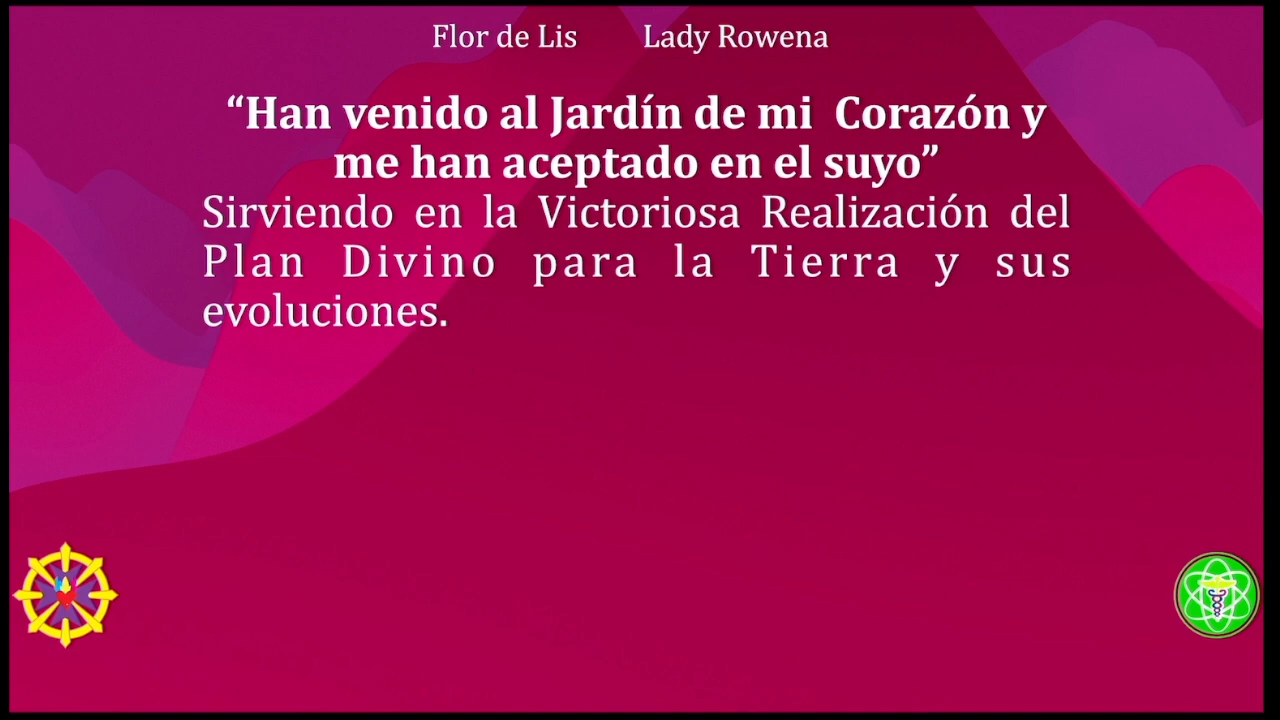 Flor de Lis Lady Rowena
“Han venido al Jardín de mi Corazón y
me han aceptado en el suyo”
Sirviendo en la Victoriosa Realización del
Plan Divino para la Tierra y sus
evoluciones.